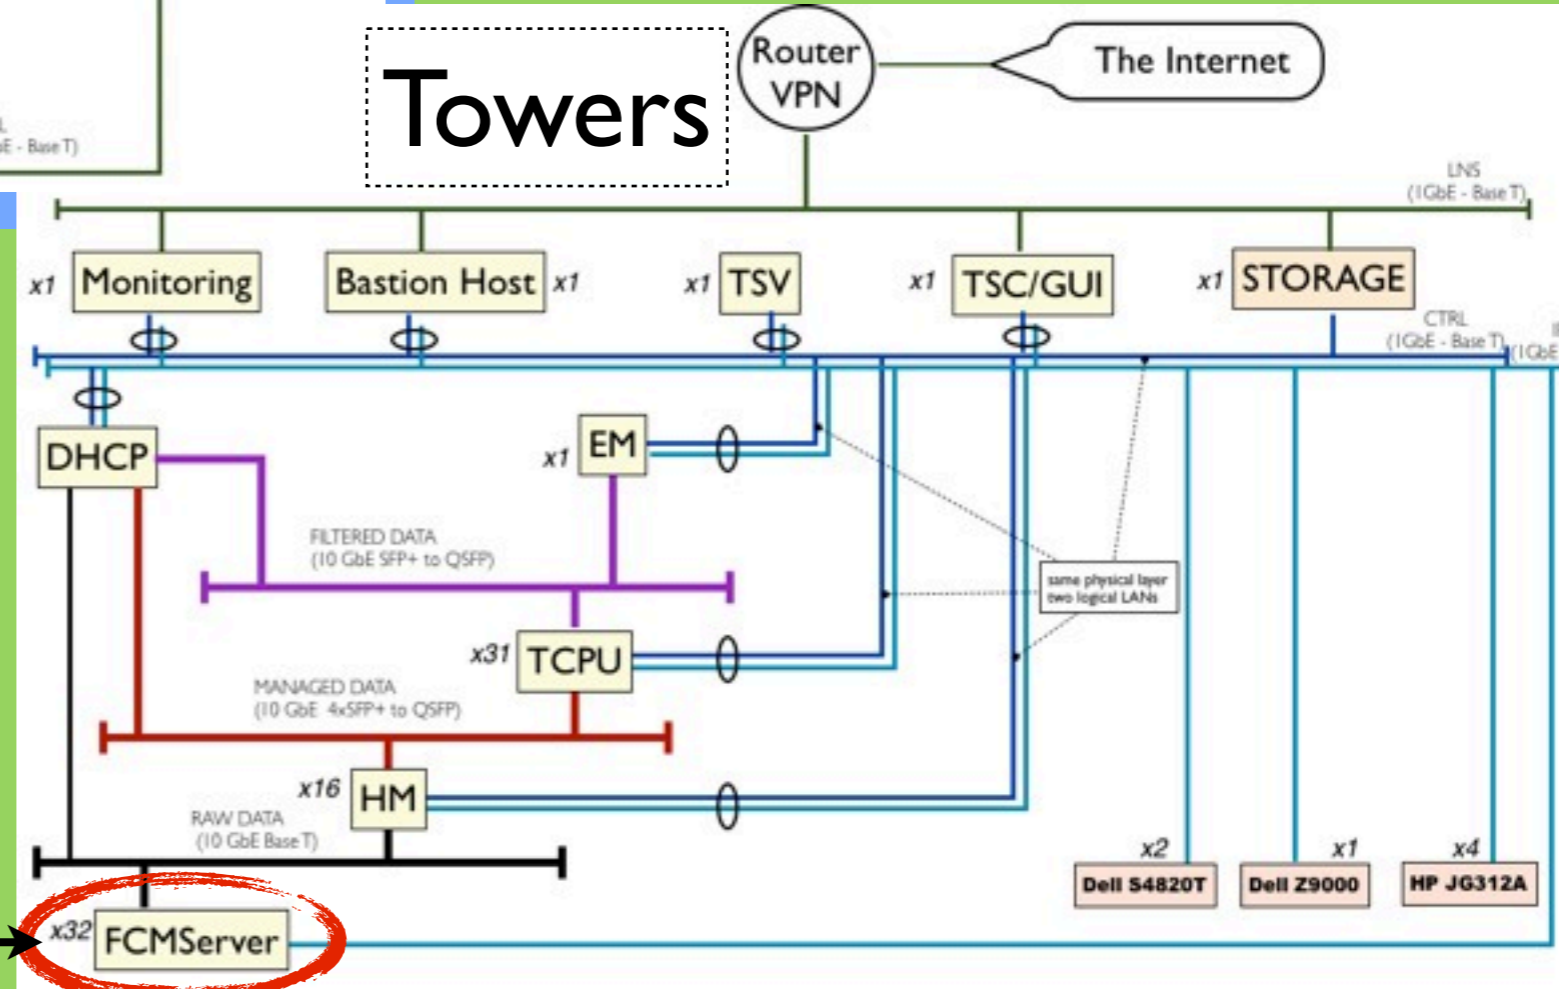 Towers
Router
VPN
The Internet
E - Base T)
LNS
(1GbE - Base T)
x1
Monitoring
Bastion Host
x1
x1
TSV
x1
TSC/GUI
x1
STORAGE
CTRL
(1GbE - Base T)
(1GbE
DHCP
x1
EM
FILTERED DATA
(10 GbE SFP+ to QSFP)
same physical layer
two logical LANs
x31
TCPU
MANAGED DATA
(10 GbE 4xSFP+ to QSFP)
x16
HM
RAW DATA
(10 GbE Base T)
x2
Dell S4820T
x1
Dell Z9000
x4
HP JG312A
x32
FCMServer